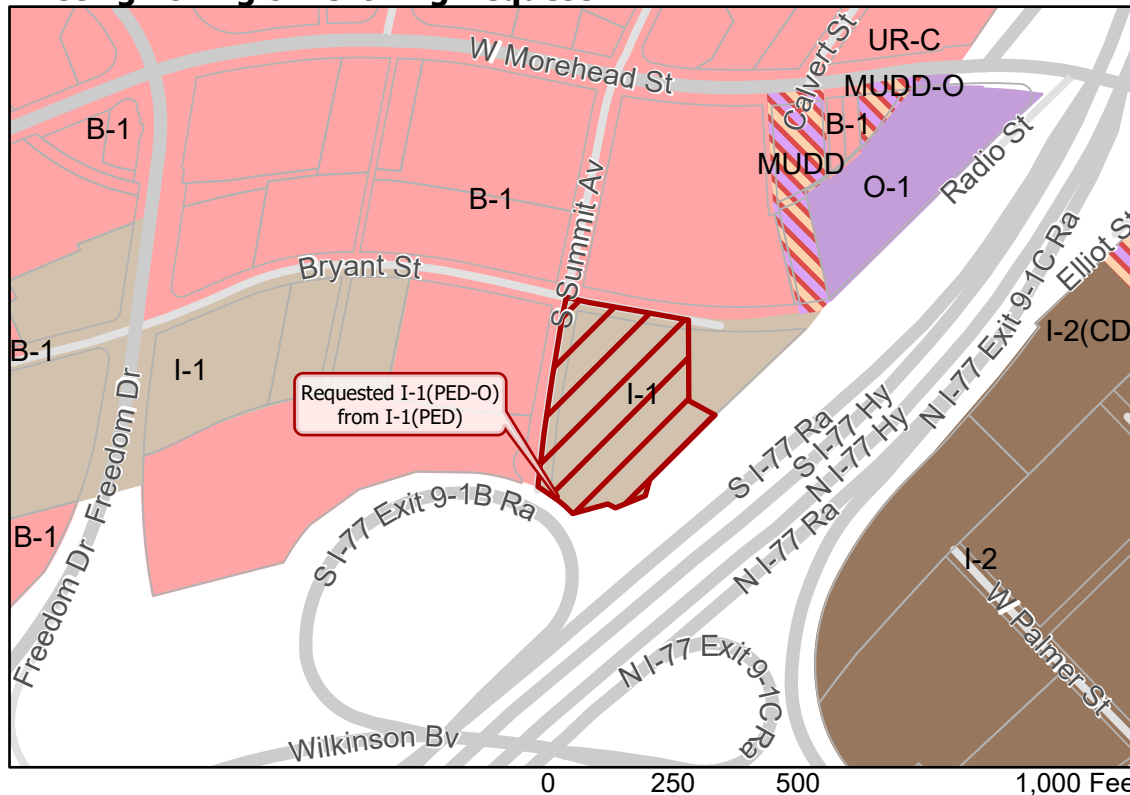 W Morehead St
Calvert St
UR-C
MUDD-O
B-1
B-1
MUDD
O-1
Radio St
B-1
S Summit Av
Bryant St
N I-77 Exit 9-1C Ra
Elliot St
I-2(CD
B-1
I-1
Freedom Dr
Requested I-1(PED-O)
from I-1(PED)
I-1
S I-77 Ra
S I-77 Hy
N I-77 Hy
N I-77 Ra
B-1
S I-77 Exit 9-1B Ra
Freedom Dr
I-2
W Palmer St
N I-77 Exit 9-1C Ra
Wilkinson Bv
0 250 500 1,000 Fee